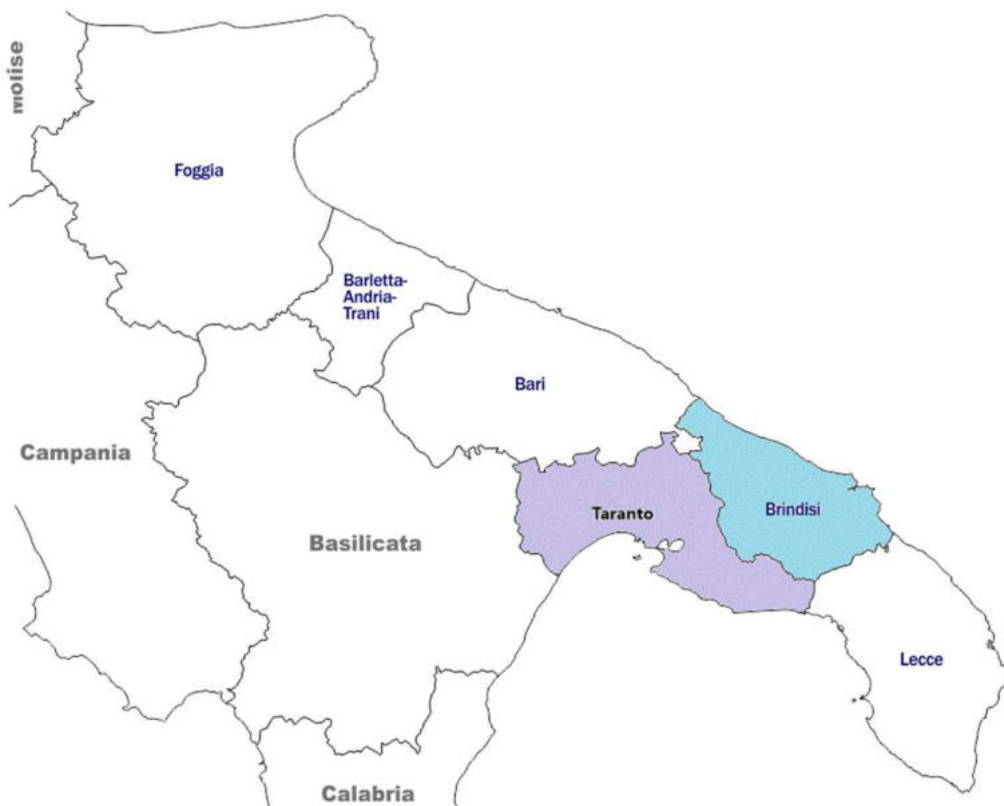 Molise
Foggia
Barletta-
Andria-
Trani
Bari
Campania
Basilicata
Taranto
Brindisi
Lecce
Calabria